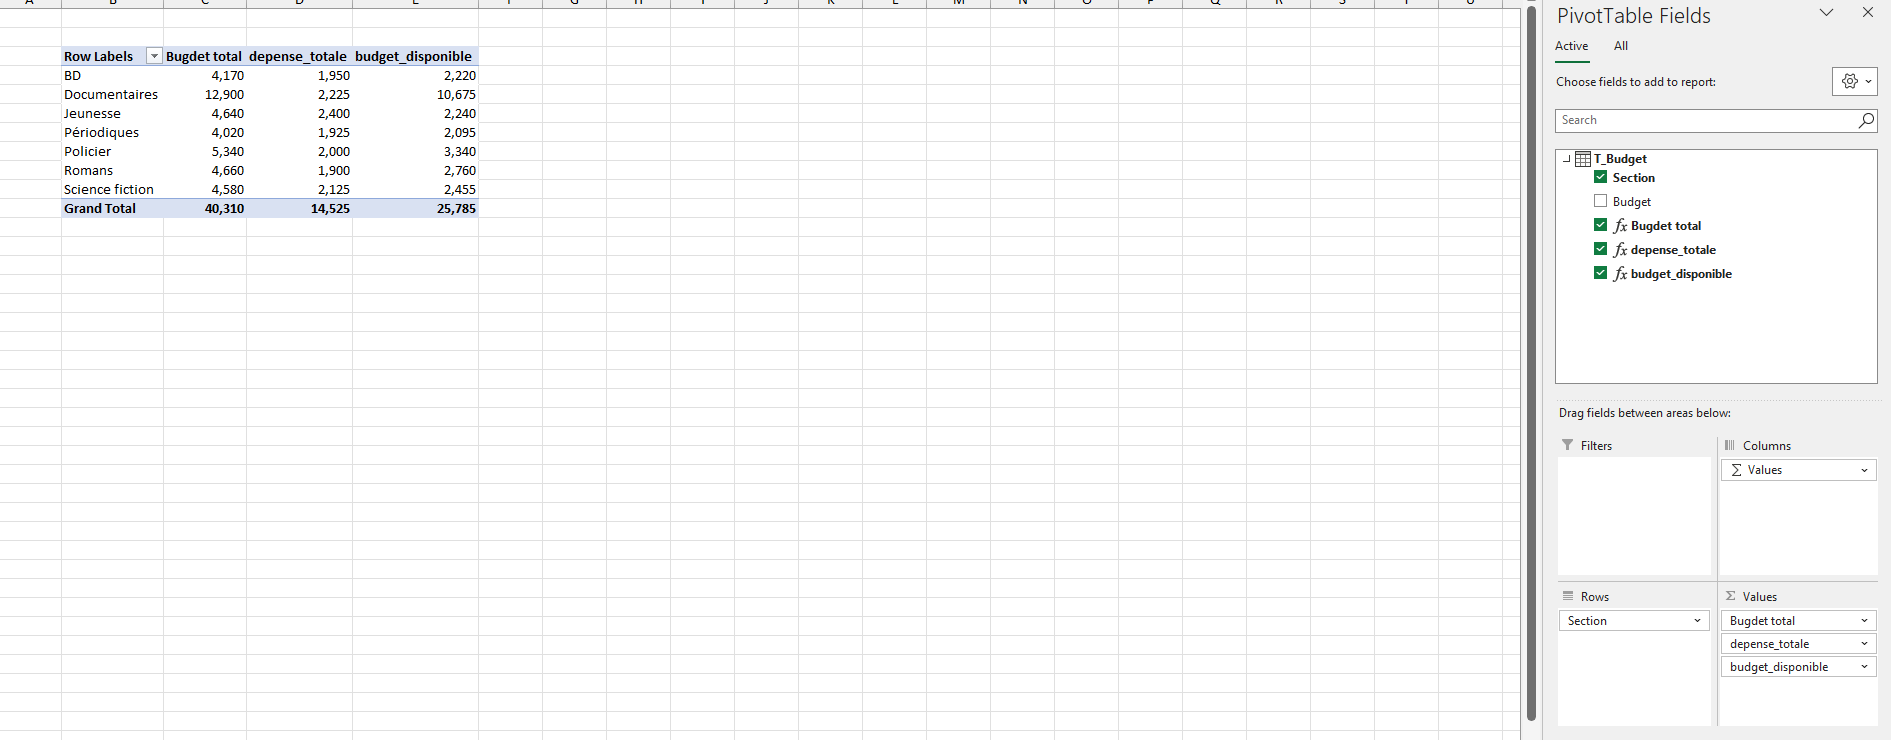 A B C D E F G H I J K L M N O P Q R S T U
Row Labels Bugdet total depense_totale budget_disponible
BD 4,170 1,950 2,220
Documentaires 12,900 2,225 10,675
Jeunesse 4,640 2,400 2,240
Périodiques 4,020 1,925 2,095
Policier 5,340 2,000 3,340
Romans 4,660 1,900 2,760
Science fiction 4,580 2,125 2,455
Grand Total 40,310 14,525 25,785
PivotTable Fields
Active All
Choose fields to add to report:
Search
T_Budget
Section
Budget
fx Bugdet total
fx depense_totale
fx budget_disponible
Drag fields between areas below:
Filters
Columns
Σ Values
Rows
Section
Σ Values
Bugdet total
depense_totale
budget_disponible